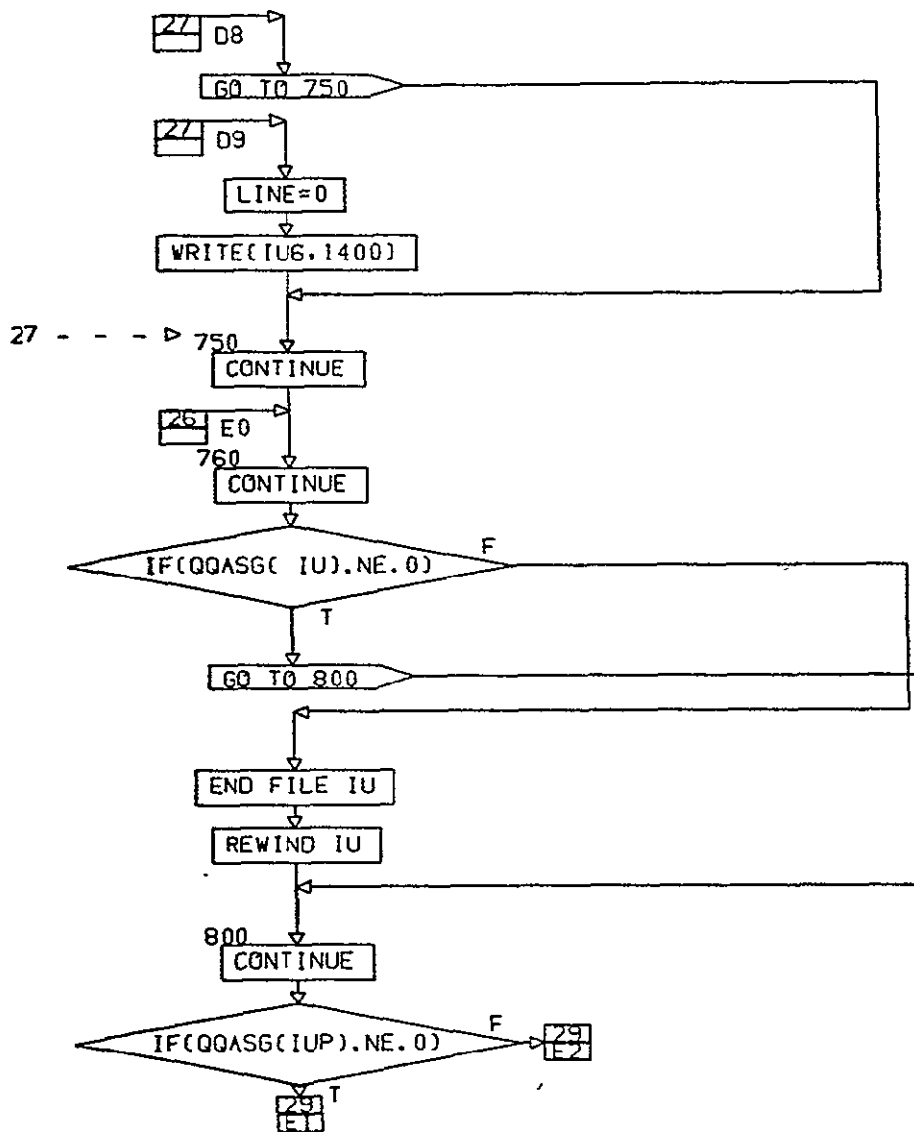 27
D8
GO TO 750
27
D9
LINE=0
WRITE(IU6,1400)
27 - - - 750
CONTINUE
26
E0
760
CONTINUE
IF(QQASG( IU).NE.0)
F
T
GO TO 800
END FILE IU
REWIND IU
800
CONTINUE
IF(QQASG(IUP).NE.0)
F
29
E2
T
29
E1